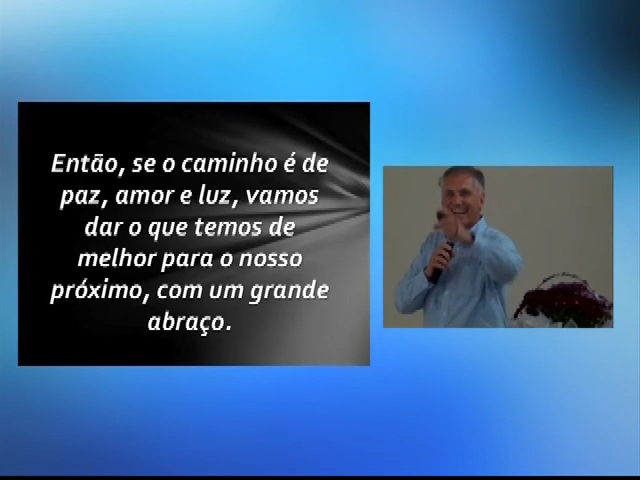 Então, se o caminho é de
paz, amor e luz, vamos
dar o que temos de
melhor para o nosso
próximo, com um grande
abraço.